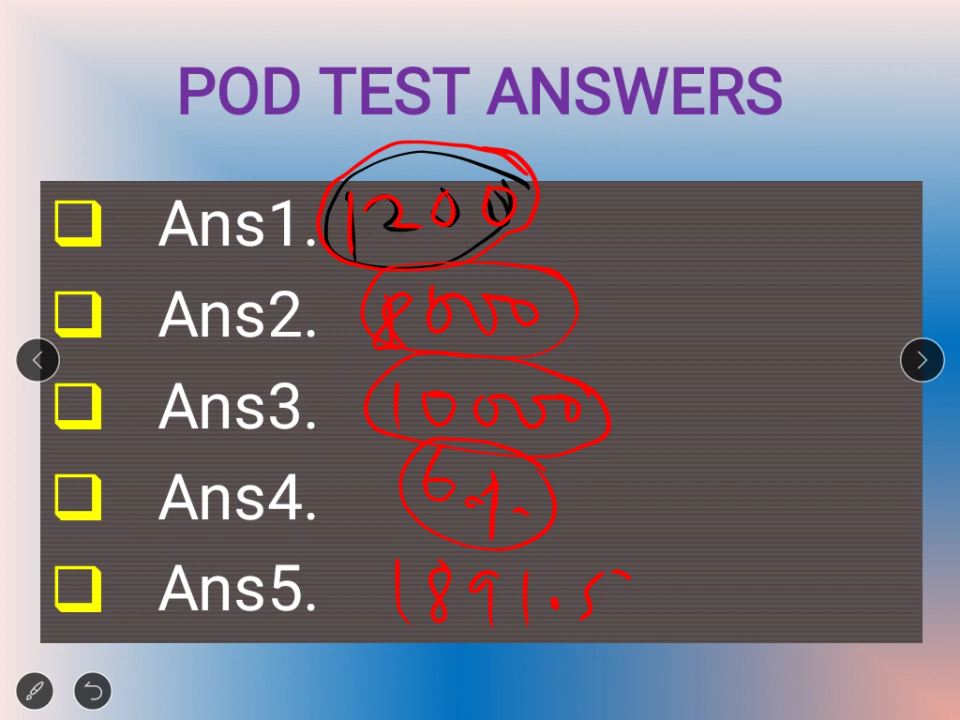 POD TEST ANSWERS
Ans1. 1200
Ans2. 8000
Ans3. 10000
Ans4. 6%
Ans5. 1891.5